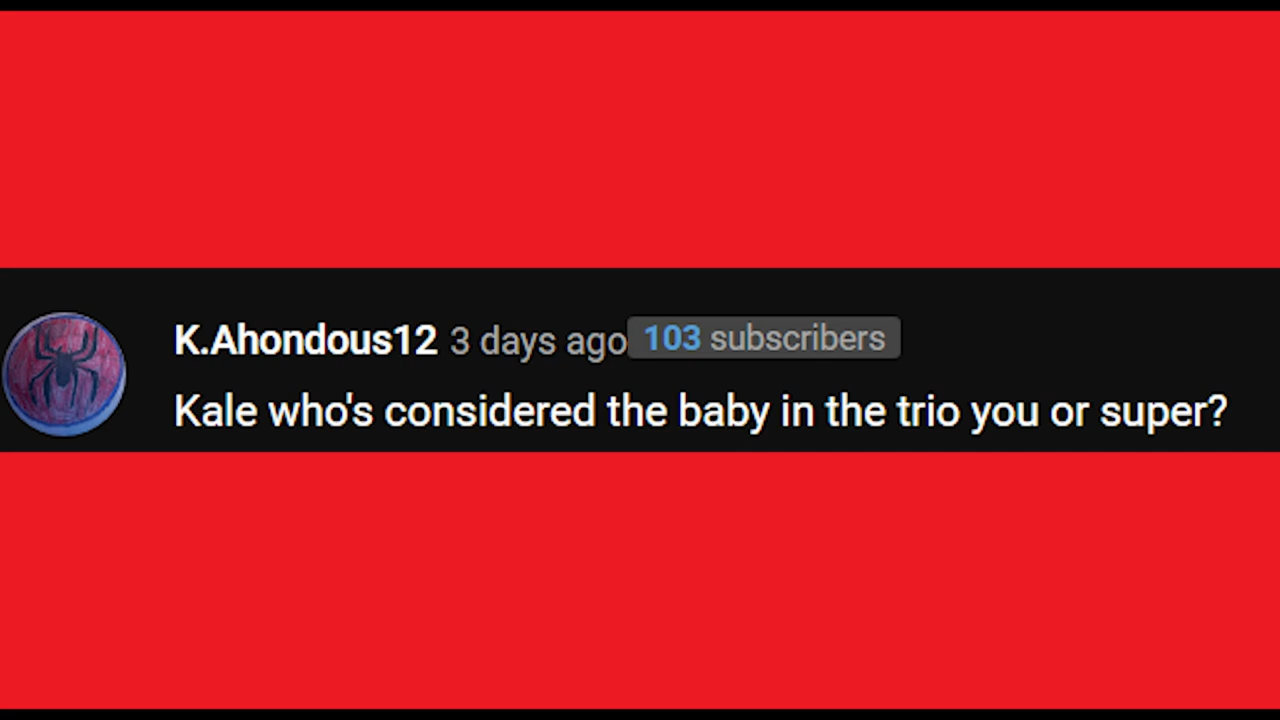 K.Ahondous12 3 days ago 103 subscribers
Kale who's considered the baby in the trio you or super?